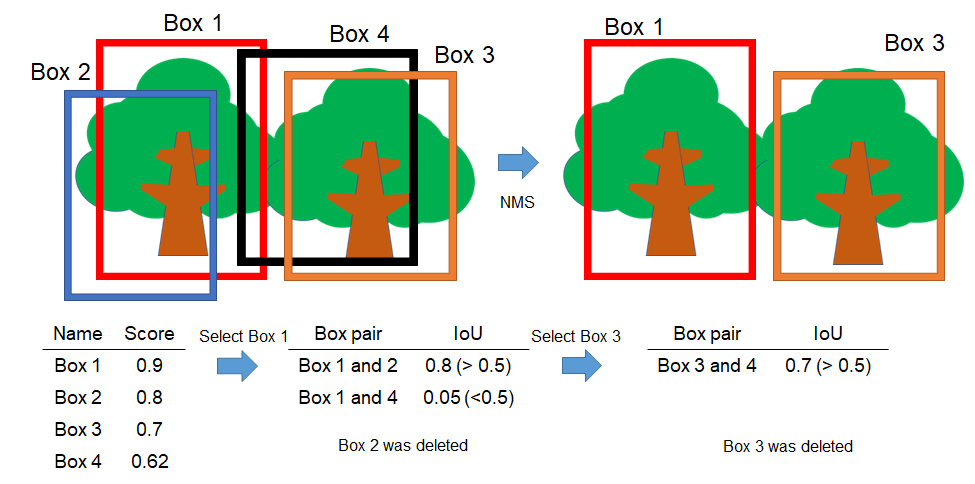 Box 1
Box 4
Box 3
Box 2
Box 1
Box 3
NMS
Name Score
Box 1 0.9
Box 2 0.8
Box 3 0.7
Box 4 0.62
Select Box 1
Box pair IoU
Box 1 and 2 0.8 (> 0.5)
Box 1 and 4 0.05 (<0.5)
Box 2 was deleted
Select Box 3
Box pair IoU
Box 3 and 4 0.7 (> 0.5)
Box 3 was deleted